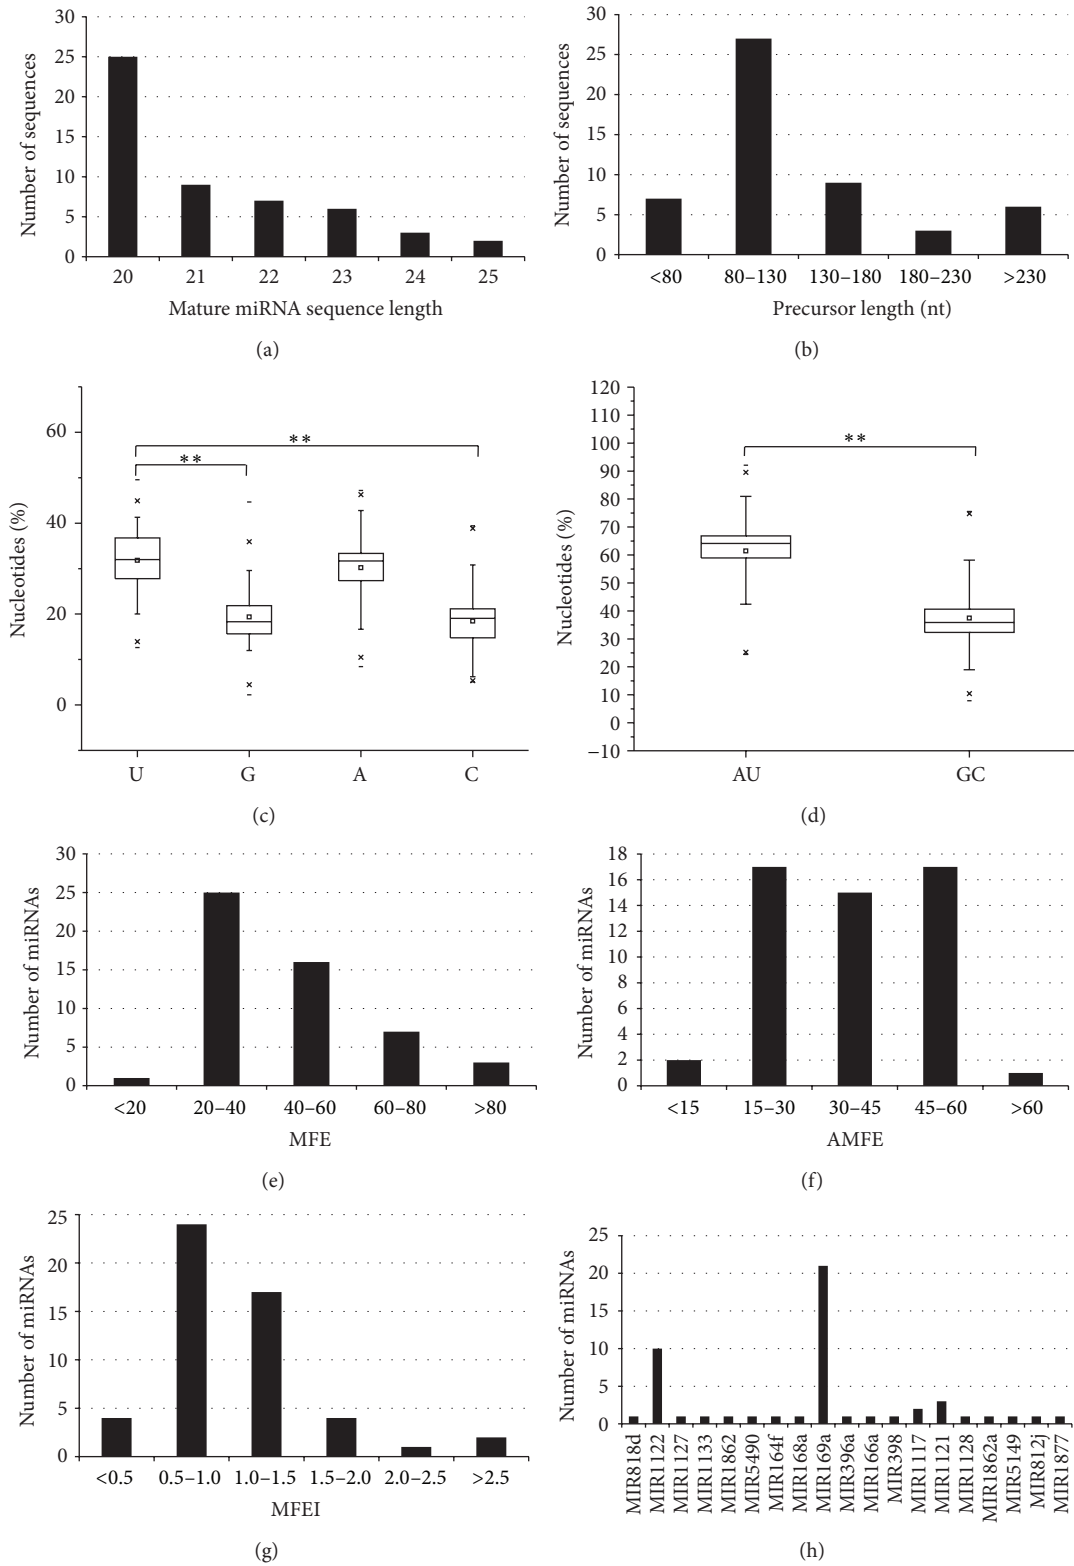 30
25
20
15
10
5
0
Number of sequences
20 21 22 23 24 25
Mature miRNA sequence length
(a)
30
25
20
15
10
5
0
Number of sequences
<80 80–130 130–180 180–230 >230
Precursor length (nt)
(b)
60
40
20
0
Nucleotides (%)
**
**
U G A C
(c)
120
110
100
90
80
70
60
50
40
30
20
10
0
−10
Nucleotides (%)
**
AU GC
(d)
30
25
20
15
10
5
0
Number of miRNAs
<20 20–40 40–60 60–80 >80
MFE
(e)
18
16
14
12
10
8
6
4
2
0
Number of miRNAs
<15 15–30 30–45 45–60 >60
AMFE
(f)
25
20
15
10
5
0
Number of miRNAs
<0.5 0.5–1.0 1.0–1.5 1.5–2.0 2.0–2.5 >2.5
MFEI
(g)
25
20
15
10
5
0
Number of miRNAs
MIR818d
MIR1122
MIR1127
MIR1133
MIR1862
MIR5490
MIR164f
MIR168a
MIR169a
MIR396a
MIR166a
MIR398
MIR1117
MIR1121
MIR1128
MIR1862a
MIR5149
MIR812j
MIR1877
(h)